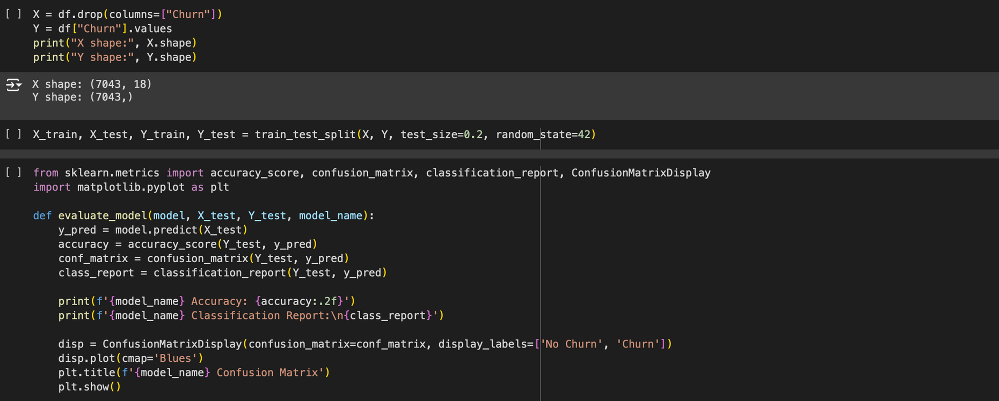 [ ] X = df.drop(columns=["Churn"])
Y = df["Churn"].values
print("X shape:", X.shape)
print("Y shape:", Y.shape)
X shape: (7043, 18)
Y shape: (7043,)
[ ] X_train, X_test, Y_train, Y_test = train_test_split(X, Y, test_size=0.2, random_state=42)
[ ] from sklearn.metrics import accuracy_score, confusion_matrix, classification_report, ConfusionMatrixDisplay
import matplotlib.pyplot as plt
def evaluate_model(model, X_test, Y_test, model_name):
    y_pred = model.predict(X_test)
    accuracy = accuracy_score(Y_test, y_pred)
    conf_matrix = confusion_matrix(Y_test, y_pred)
    class_report = classification_report(Y_test, y_pred)
    print(f'{model_name} Accuracy: {accuracy:.2f}')
    print(f'{model_name} Classification Report:\n{class_report}')
    disp = ConfusionMatrixDisplay(confusion_matrix=conf_matrix, display_labels=['No Churn', 'Churn'])
    disp.plot(cmap='Blues')
    plt.title(f'{model_name} Confusion Matrix')
    plt.show()